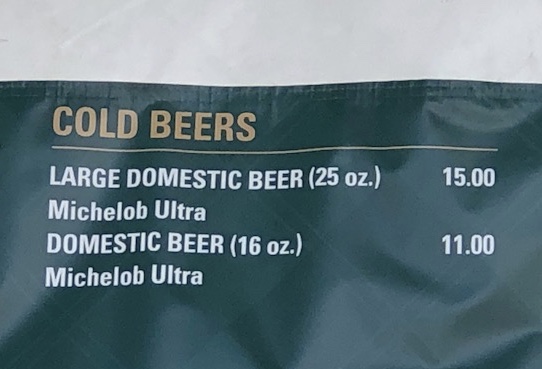 COLD BEERS
LARGE DOMESTIC BEER (25 oz.) 15.00
Michelob Ultra
DOMESTIC BEER (16 oz.) 11.00
Michelob Ultra